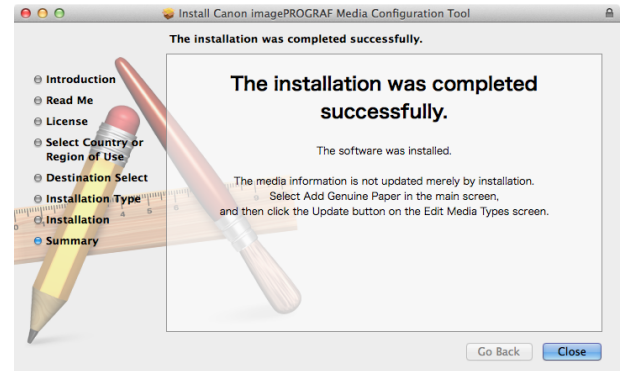 Install Canon imagePROGRAF Media Configuration Tool
The installation was completed successfully.
Introduction
Read Me
License
Select Country or
Region of Use
Destination Select
Installation Type
Installation
Summary
The installation was completed
successfully.
The software was installed.
The media information is not updated merely by installation.
Select Add Genuine Paper in the main screen,
and then click the Update button on the Edit Media Types screen.
Go Back
Close